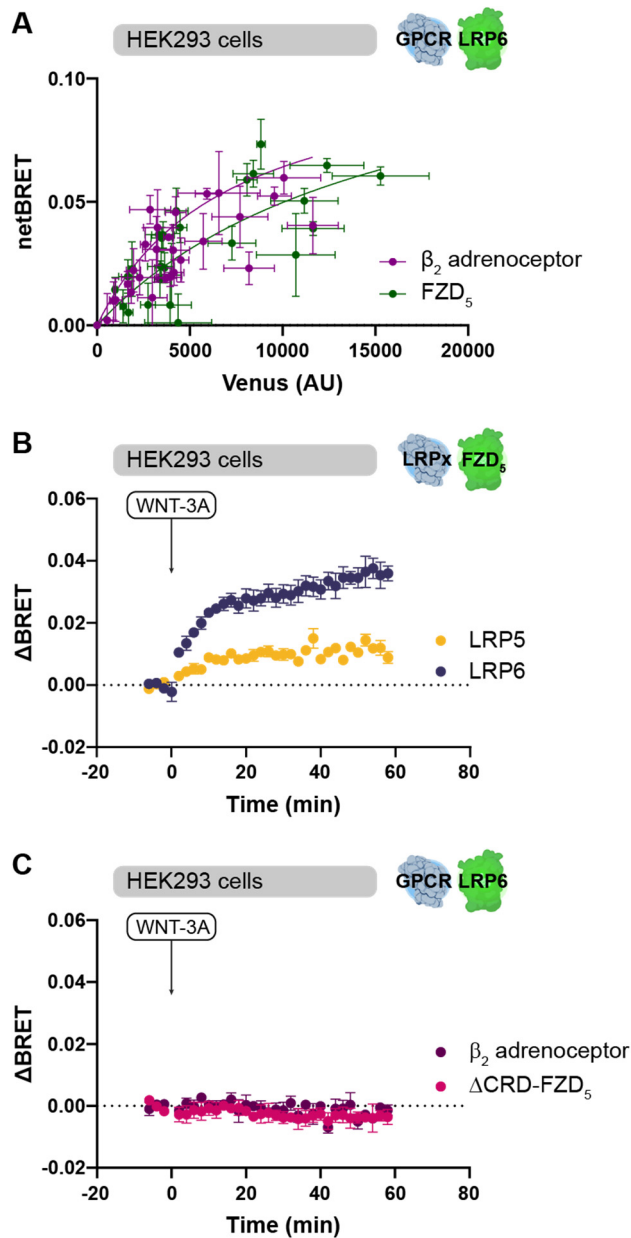 A
HEK293 cells
GPCR LRP6
netBRET
0.10
0.05
0.00
0 5000 10000 15000 20000
Venus (AU)
β₂ adrenoceptor
FZD₅
B
HEK293 cells
LRPx FZD₅
WNT-3A
ΔBRET
0.06
0.04
0.02
0.00
-0.02
-20 0 20 40 60 80
Time (min)
LRP5
LRP6
C
HEK293 cells
GPCR LRP6
WNT-3A
ΔBRET
0.06
0.04
0.02
0.00
-0.02
-20 0 20 40 60 80
Time (min)
β₂ adrenoceptor
ΔCRD-FZD₅